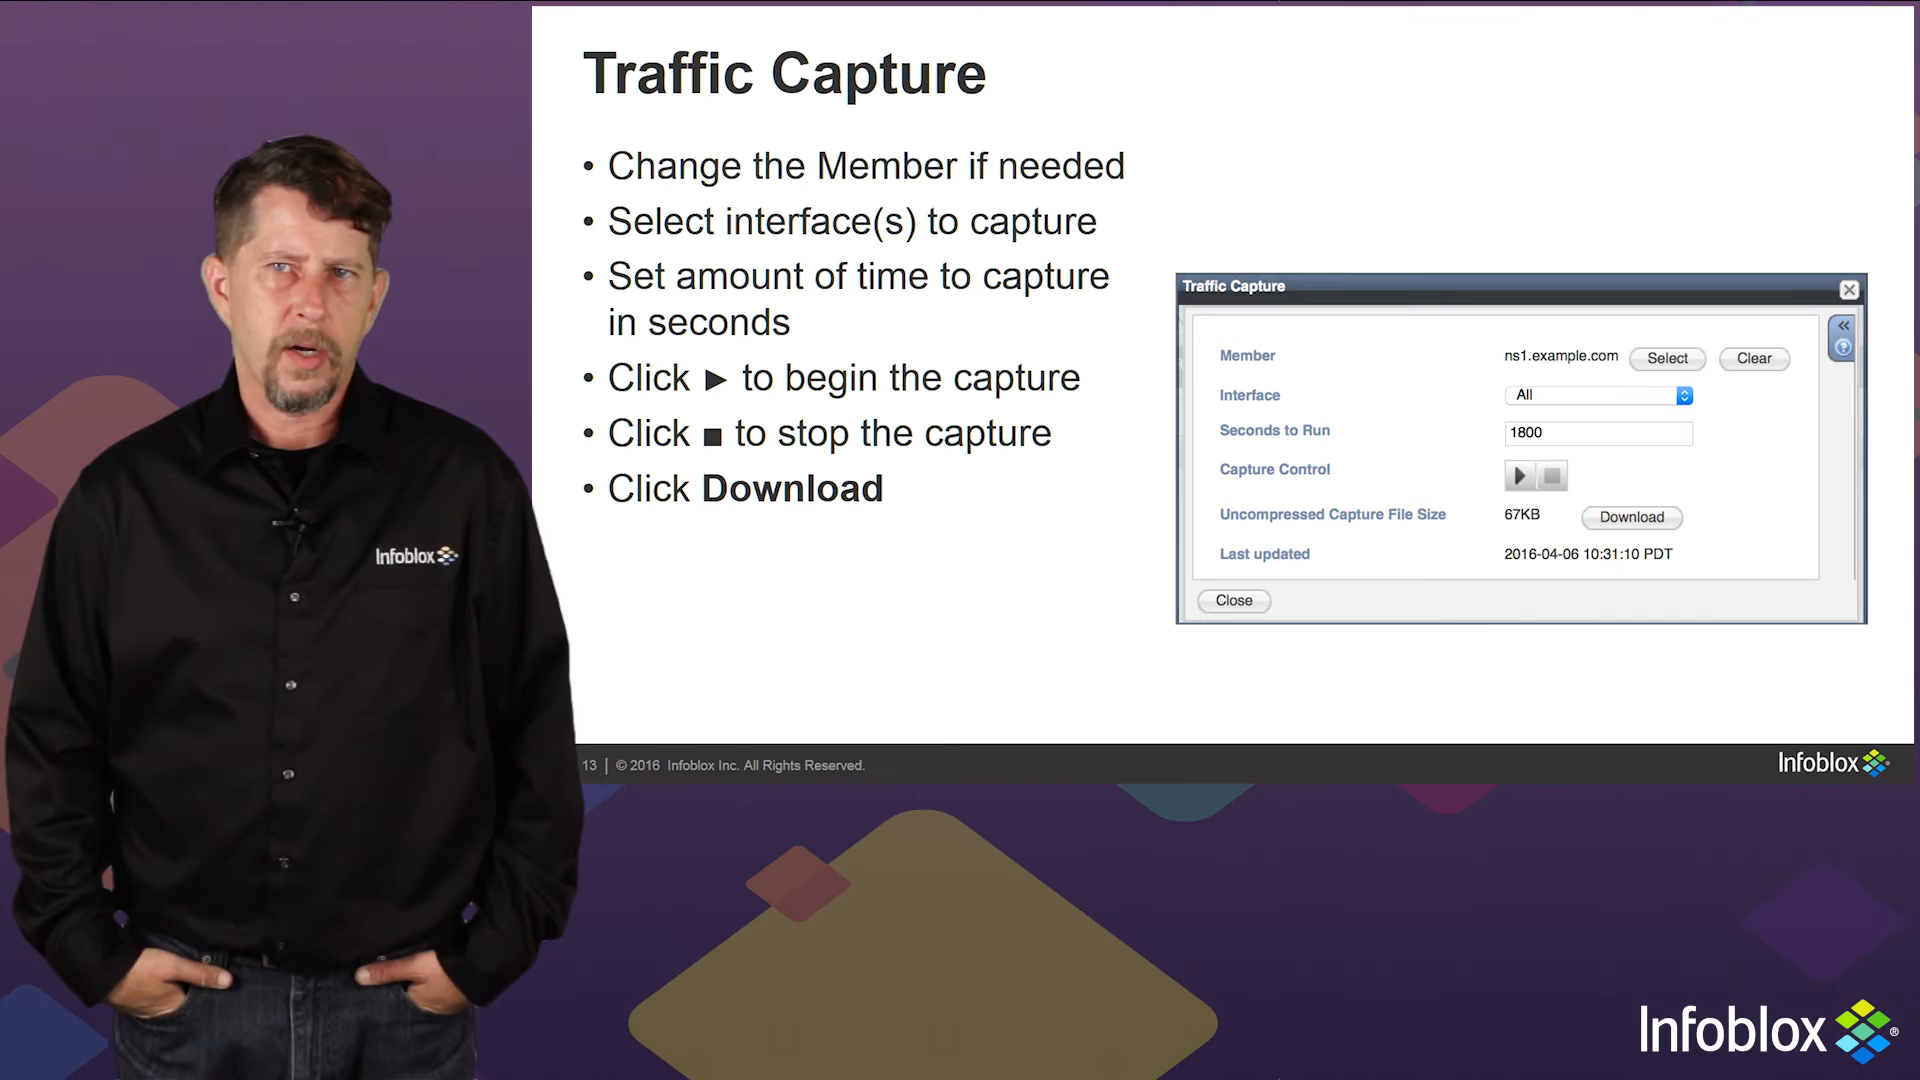 Traffic Capture
• Change the Member if needed
• Select interface(s) to capture
• Set amount of time to capture
in seconds
• Click ► to begin the capture
• Click ■ to stop the capture
• Click Download
Traffic Capture
Member ns1.example.com Select Clear
Interface All
Seconds to Run 1800
Capture Control
Uncompressed Capture File Size 67KB Download
Last updated 2016-04-06 10:31:10 PDT
Close
Infoblox
13 | © 2016 Infoblox Inc. All Rights Reserved.
Infoblox
Infoblox ®